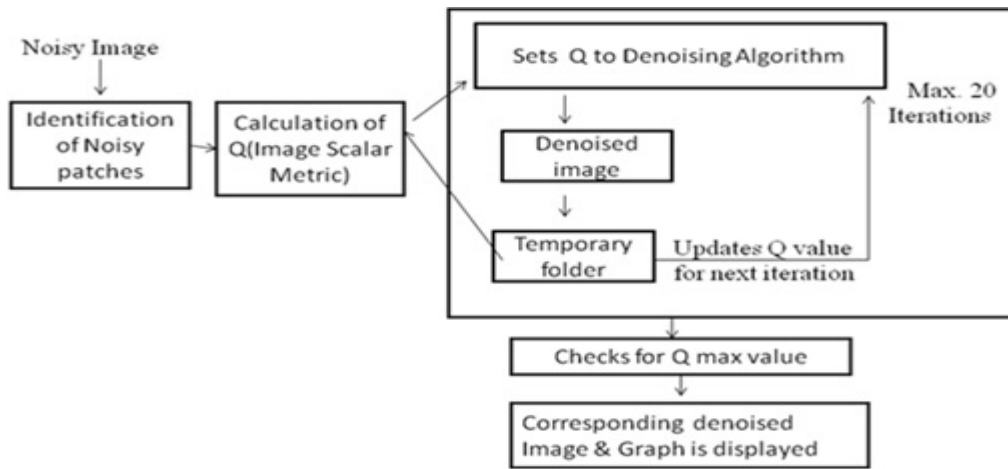 Noisy Image
Identification
of Noisy
patches
Calculation of
Q(Image Scalar
Metric)
Sets Q to Denoising Algorithm
Max. 20
Iterations
Denoised
image
Temporary
folder
Updates Q value
for next iteration
Checks for Q max value
Corresponding denoised
Image & Graph is displayed